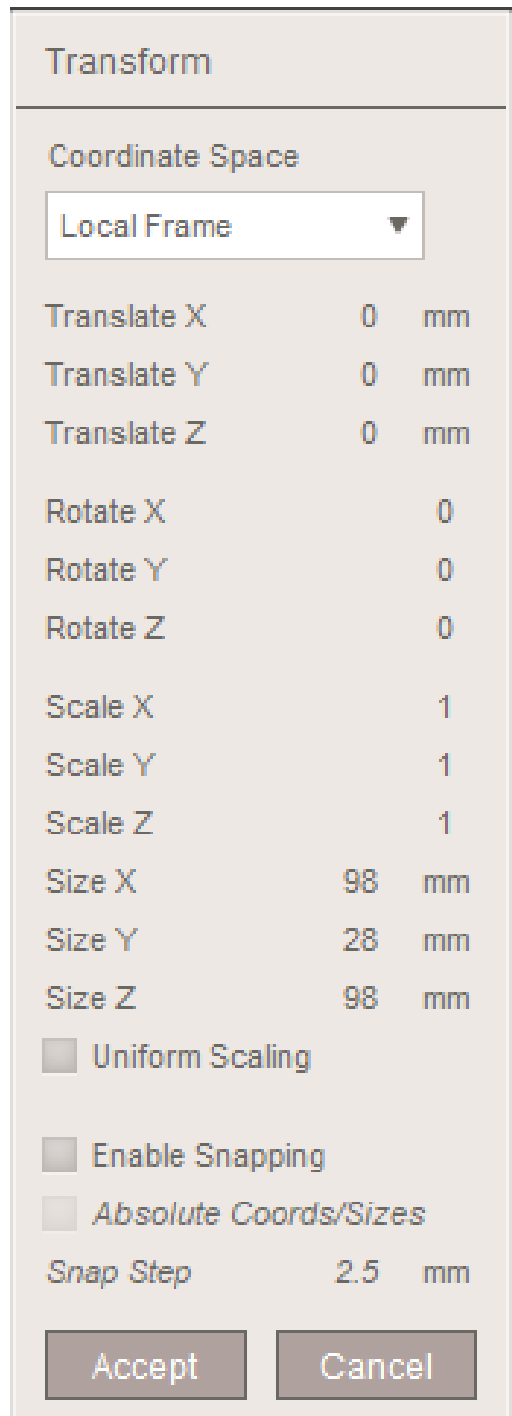 Transform
Coordinate Space
Local Frame
Translate X 0 mm
Translate Y 0 mm
Translate Z 0 mm
Rotate X 0
Rotate Y 0
Rotate Z 0
Scale X 1
Scale Y 1
Scale Z 1
Size X 98 mm
Size Y 28 mm
Size Z 98 mm
Uniform Scaling
Enable Snapping
Absolute Coords/Sizes
Snap Step 2.5 mm
Accept Cancel